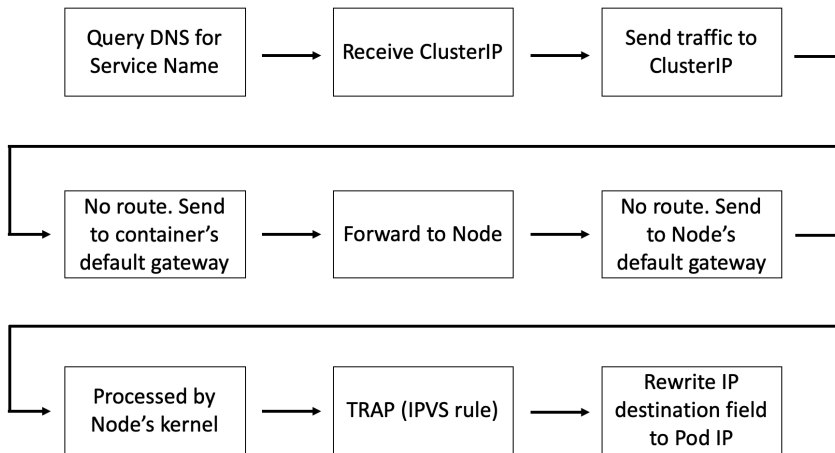 Query DNS for
Service Name
Receive ClusterIP
Send traffic to
ClusterIP
No route. Send
to container's
default gateway
Forward to Node
No route. Send
to Node's
default gateway
Processed by
Node's kernel
TRAP (IPVS rule)
Rewrite IP
destination field
to Pod IP